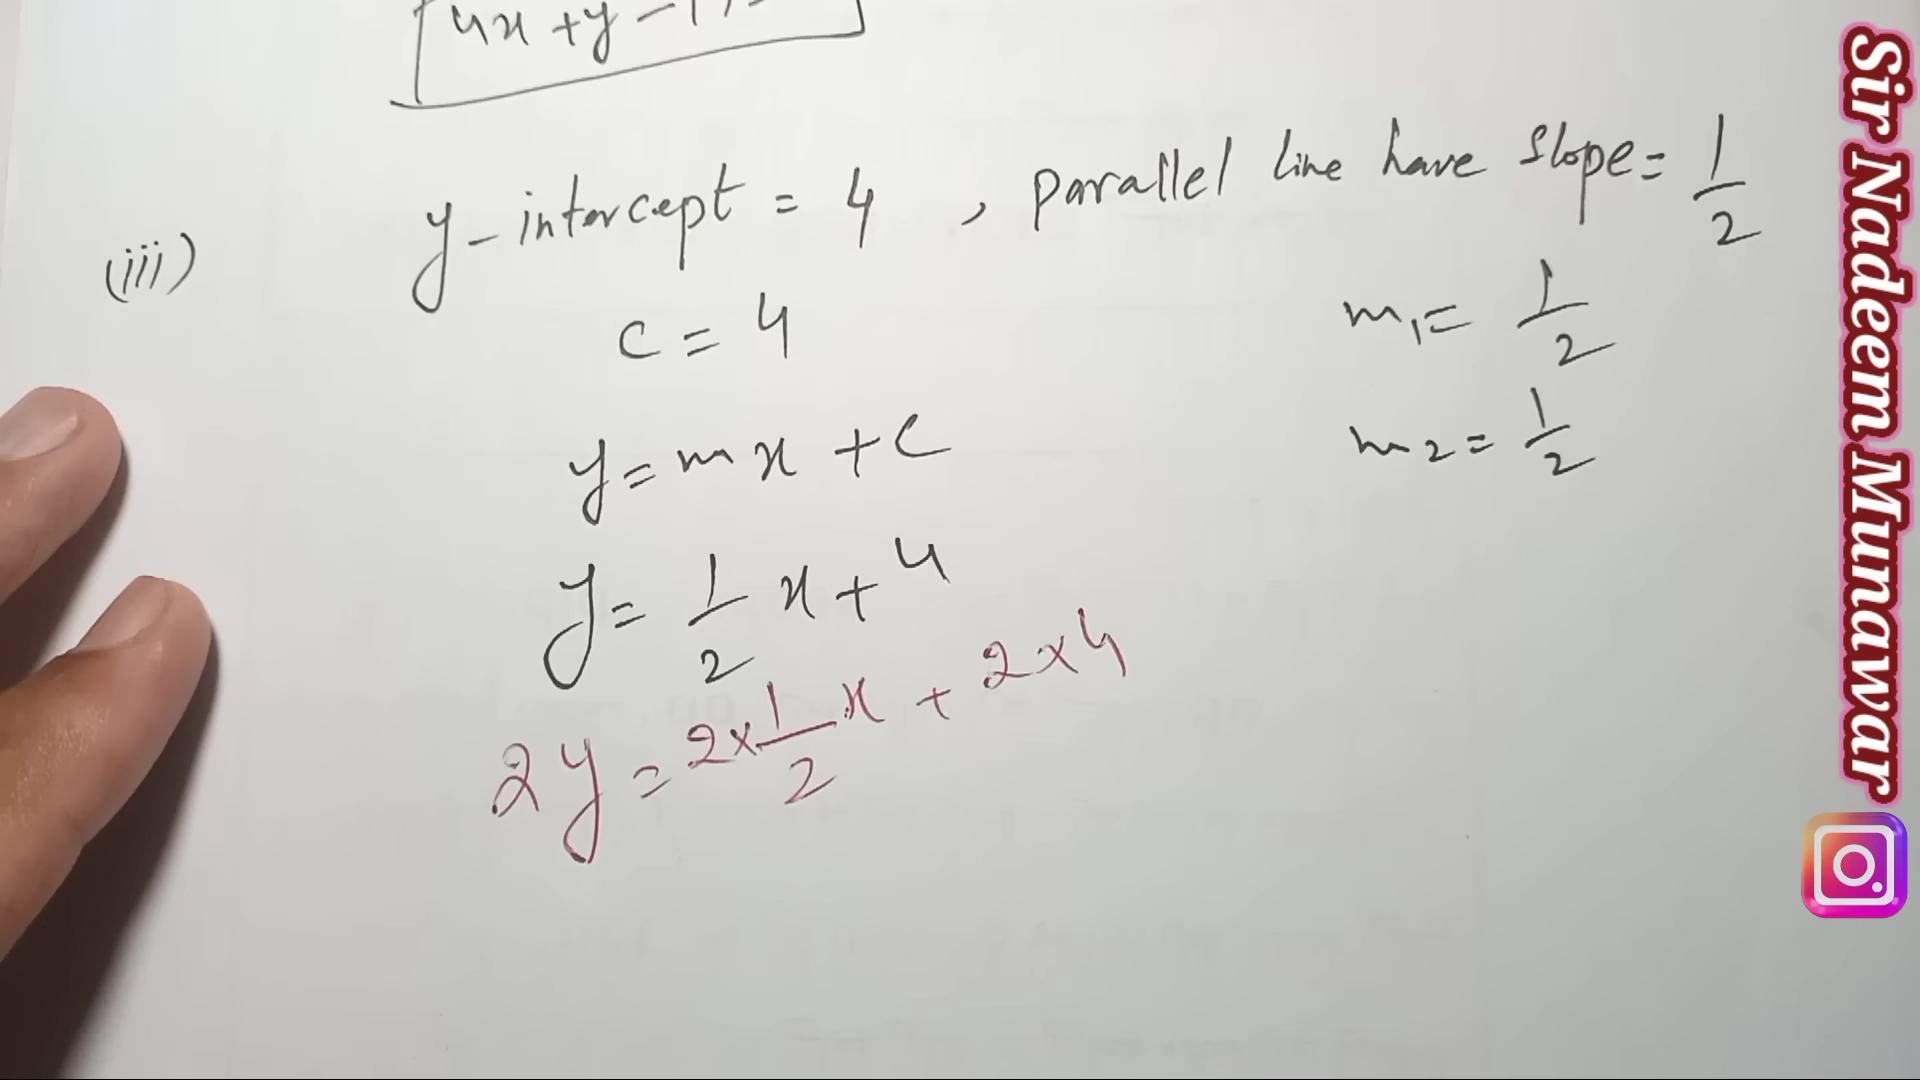 4x + y -
(iii) y-intercept = 4 , parallel line have slope = 1/2
c = 4
m₁ = 1/2
y = mx + c
m₂ = 1/2
y = 1/2 x + 4
2y = 2 × 1/2 x + 2 × 4
Sir Nadeem Munawar